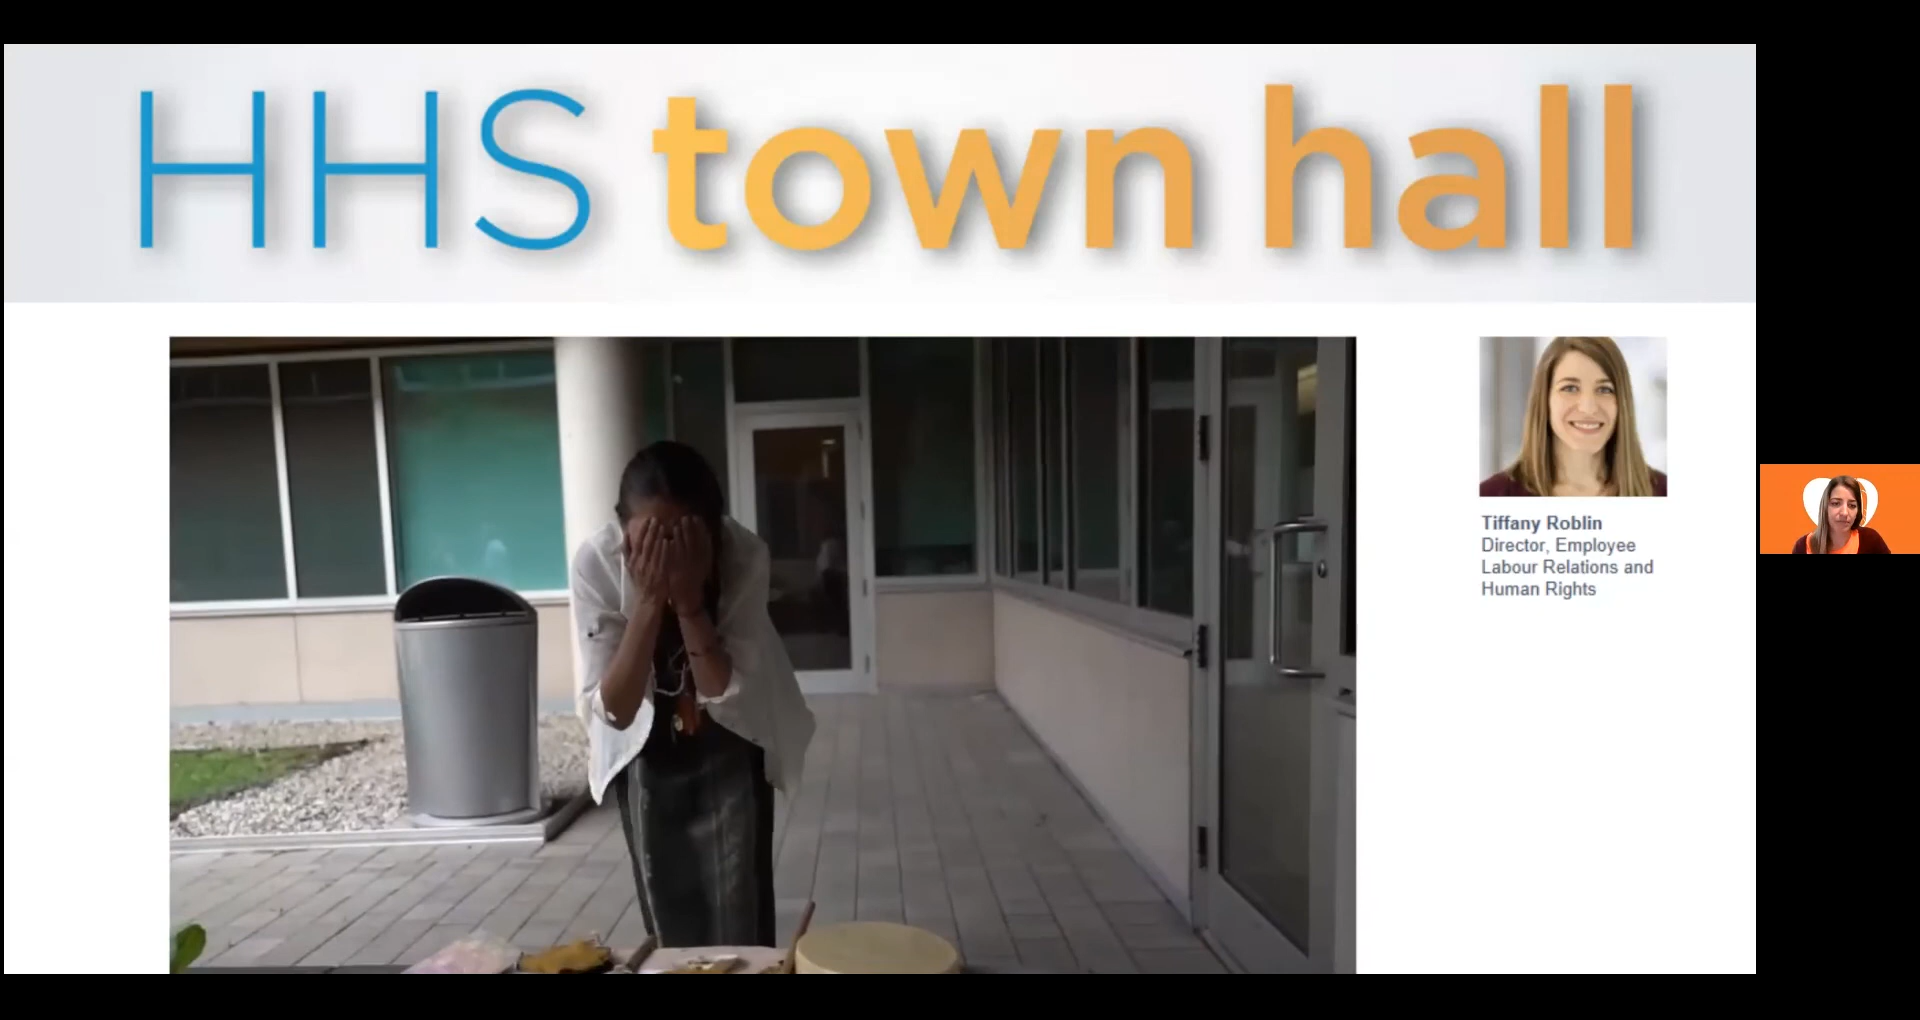 HHS town hall
Tiffany Roblin
Director, Employee
Labour Relations and
Human Rights